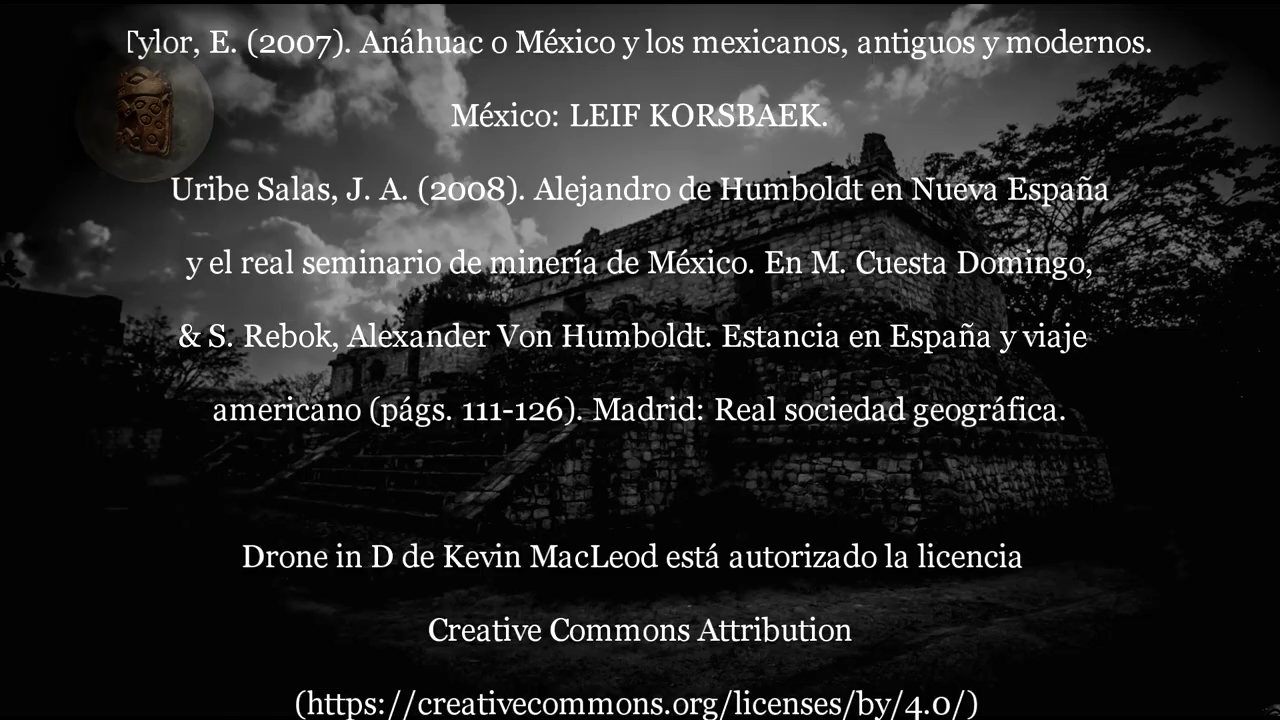 Tylor, E. (2007). Anáhuac o México y los mexicanos, antiguos y modernos.
México: LEIF KORSBAEK.
Uribe Salas, J. A. (2008). Alejandro de Humboldt en Nueva España
y el real seminario de minería de México. En M. Cuesta Domingo,
& S. Rebok, Alexander Von Humboldt. Estancia en España y viaje
americano (págs. 111-126). Madrid: Real sociedad geográfica.
Drone in D de Kevin MacLeod está autorizado la licencia
Creative Commons Attribution
(https://creativecommons.org/licenses/by/4.0/)